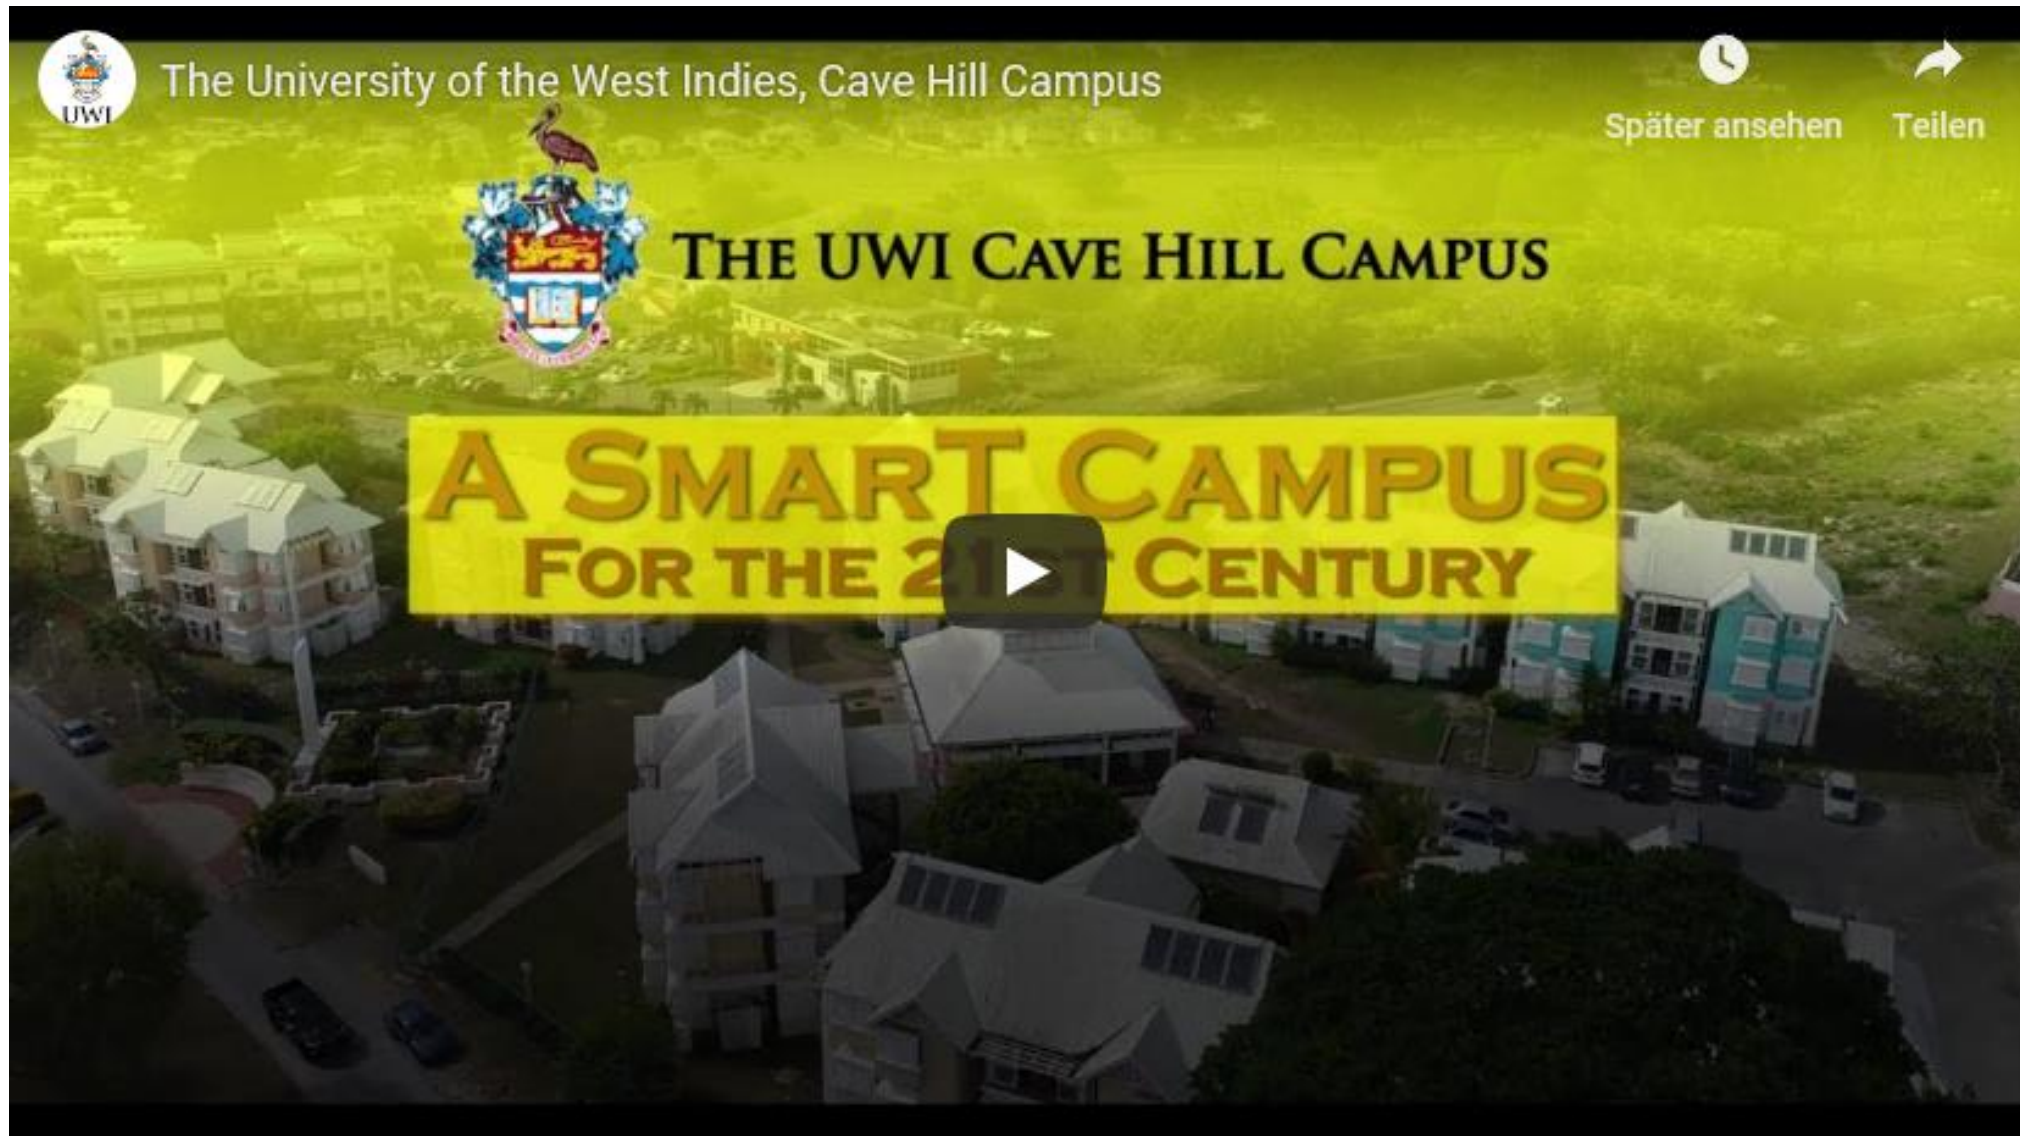 The University of the West Indies, Cave Hill Campus
UWI
Später ansehen
Teilen
THE UWI CAVE HILL CAMPUS
A SMART CAMPUS
FOR THE 21ST CENTURY